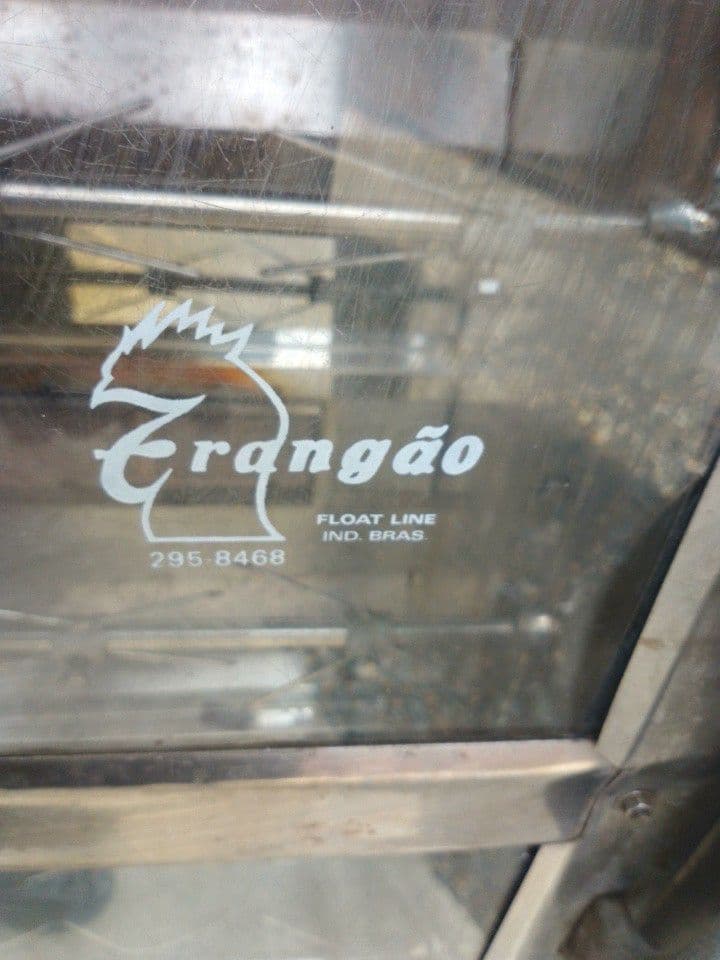 Frangão
FLOAT LINE
IND. BRAS.
295-8468